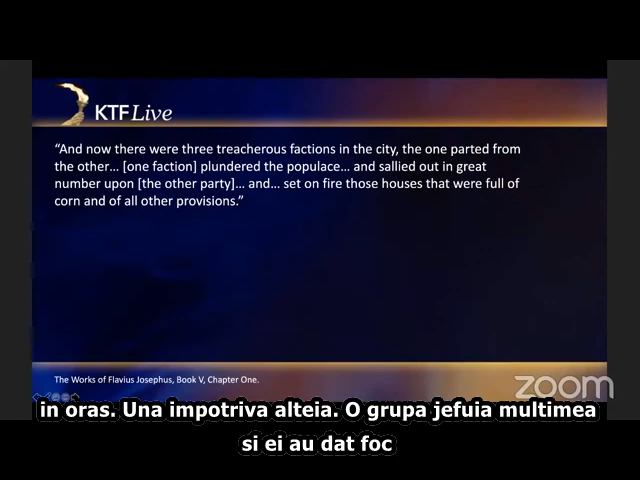 KTF Live
“And now there were three treacherous factions in the city, the one parted from
the other… [one faction] plundered the populace… and sallied out in great
number upon [the other party]… and… set on fire those houses that were full of
corn and of all other provisions.”
The Works of Flavius Josephus, Book V, Chapter One.
zoom
in oras. Una impotriva alteia. O grupa jefuia multimea
si ei au dat foc